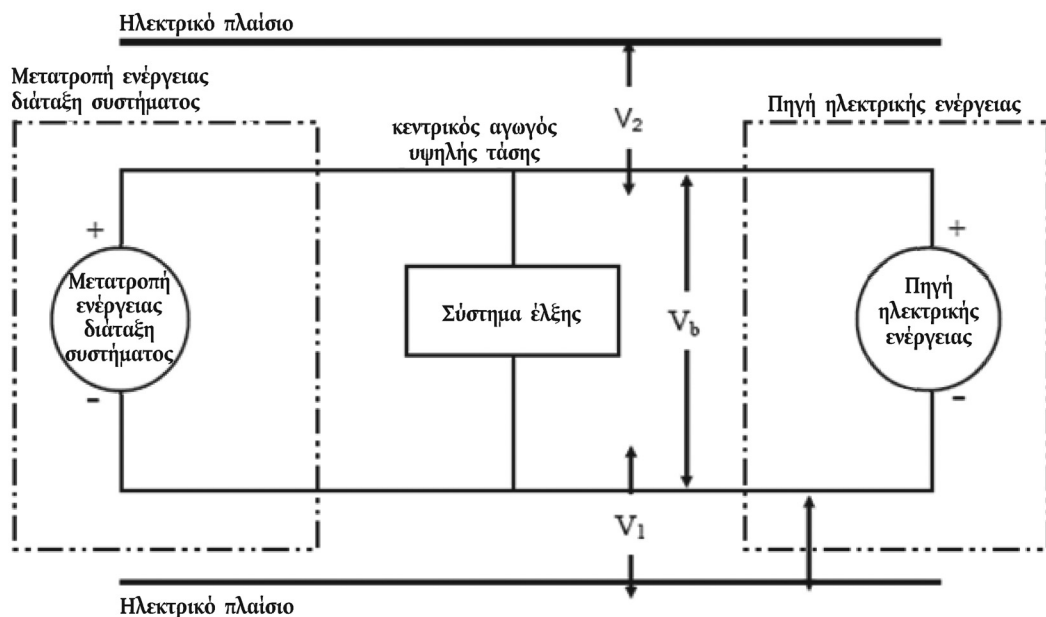 Ηλεκτρικό πλαίσιο
Μετατροπή ενέργειας
διάταξη συστήματος
Πηγή ηλεκτρικής ενέργειας
κεντρικός αγωγός
υψηλής τάσης
V2
+
+
Μετατροπή
ενέργειας
διάταξη
συστήματος
Σύστημα έλξης
Vb
Πηγή
ηλεκτρικής
ενέργειας
-
-
V1
Ηλεκτρικό πλαίσιο